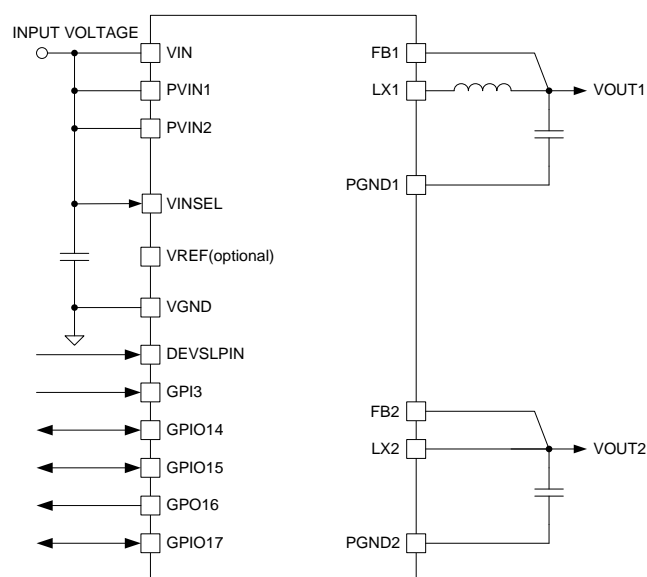 INPUT VOLTAGE
VIN
PVIN1
PVIN2
VINSEL
VREF(optional)
VGND
DEVSLPIN
GPI3
GPIO14
GPIO15
GPO16
GPIO17
FB1
LX1
VOUT1
PGND1
FB2
LX2
VOUT2
PGND2